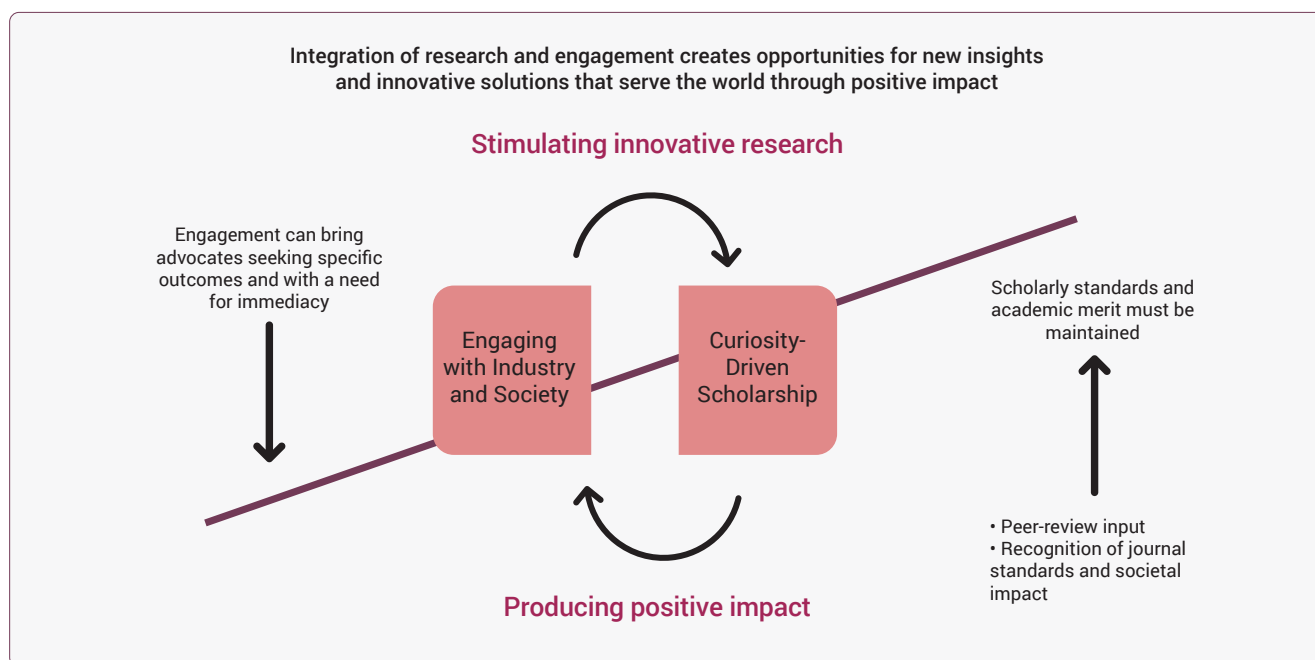 Integration of research and engagement creates opportunities for new insights
and innovative solutions that serve the world through positive impact
Stimulating innovative research
Engagement can bring
advocates seeking specific
outcomes and with a need
for immediacy
Engaging
with Industry
and Society
Curiosity-
Driven
Scholarship
Scholarly standards and
academic merit must be
maintained
• Peer-review input
• Recognition of journal
standards and societal
impact
Producing positive impact